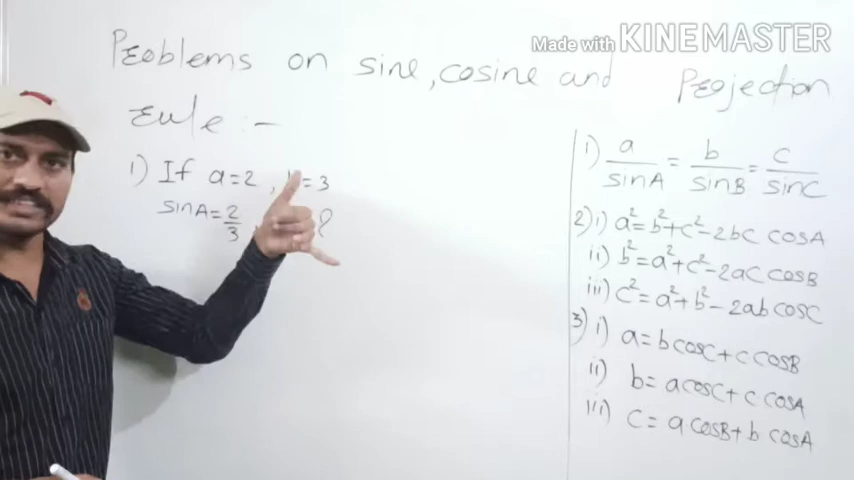 Made with KINEMASTER
Problems on sine, cosine and Projection
rule :-
1) If a=2, b=3
sinA=2/3, ?
1) a/sinA = b/sinB = c/sinC
2) i) a²=b²+c²-2bc cosA
ii) b²=a²+c²-2ac cosB
iii) c²=a²+b²-2ab cosC
3) i) a=b cosC+c cosB
ii) b=a cosC+c cosA
iii) c=a cosB+b cosA